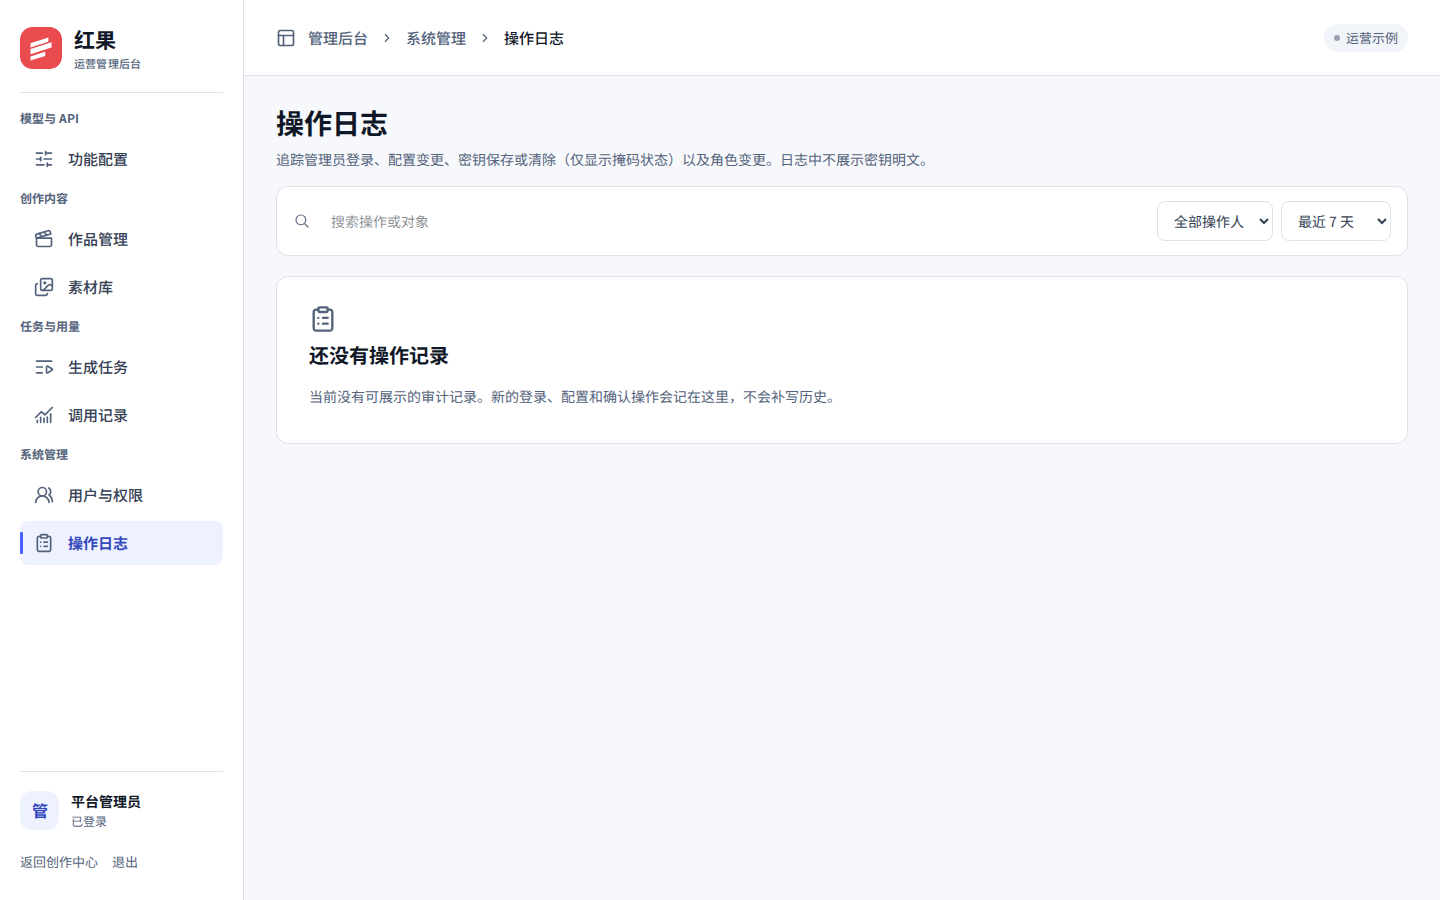 红果
运营管理后台
模型与 API
功能配置
创作内容
作品管理
素材库
任务与用量
生成任务
调用记录
系统管理
用户与权限
操作日志
管
平台管理员
已登录
返回创作中心 退出
管理后台 系统管理 操作日志
运营示例
操作日志
追踪管理员登录、配置变更、密钥保存或清除（仅显示掩码状态）以及角色变更。日志中不展示密钥明文。
搜索操作或对象
全部操作人
最近 7 天
还没有操作记录
当前没有可展示的审计记录。新的登录、配置和确认操作会记在这里，不会补写历史。